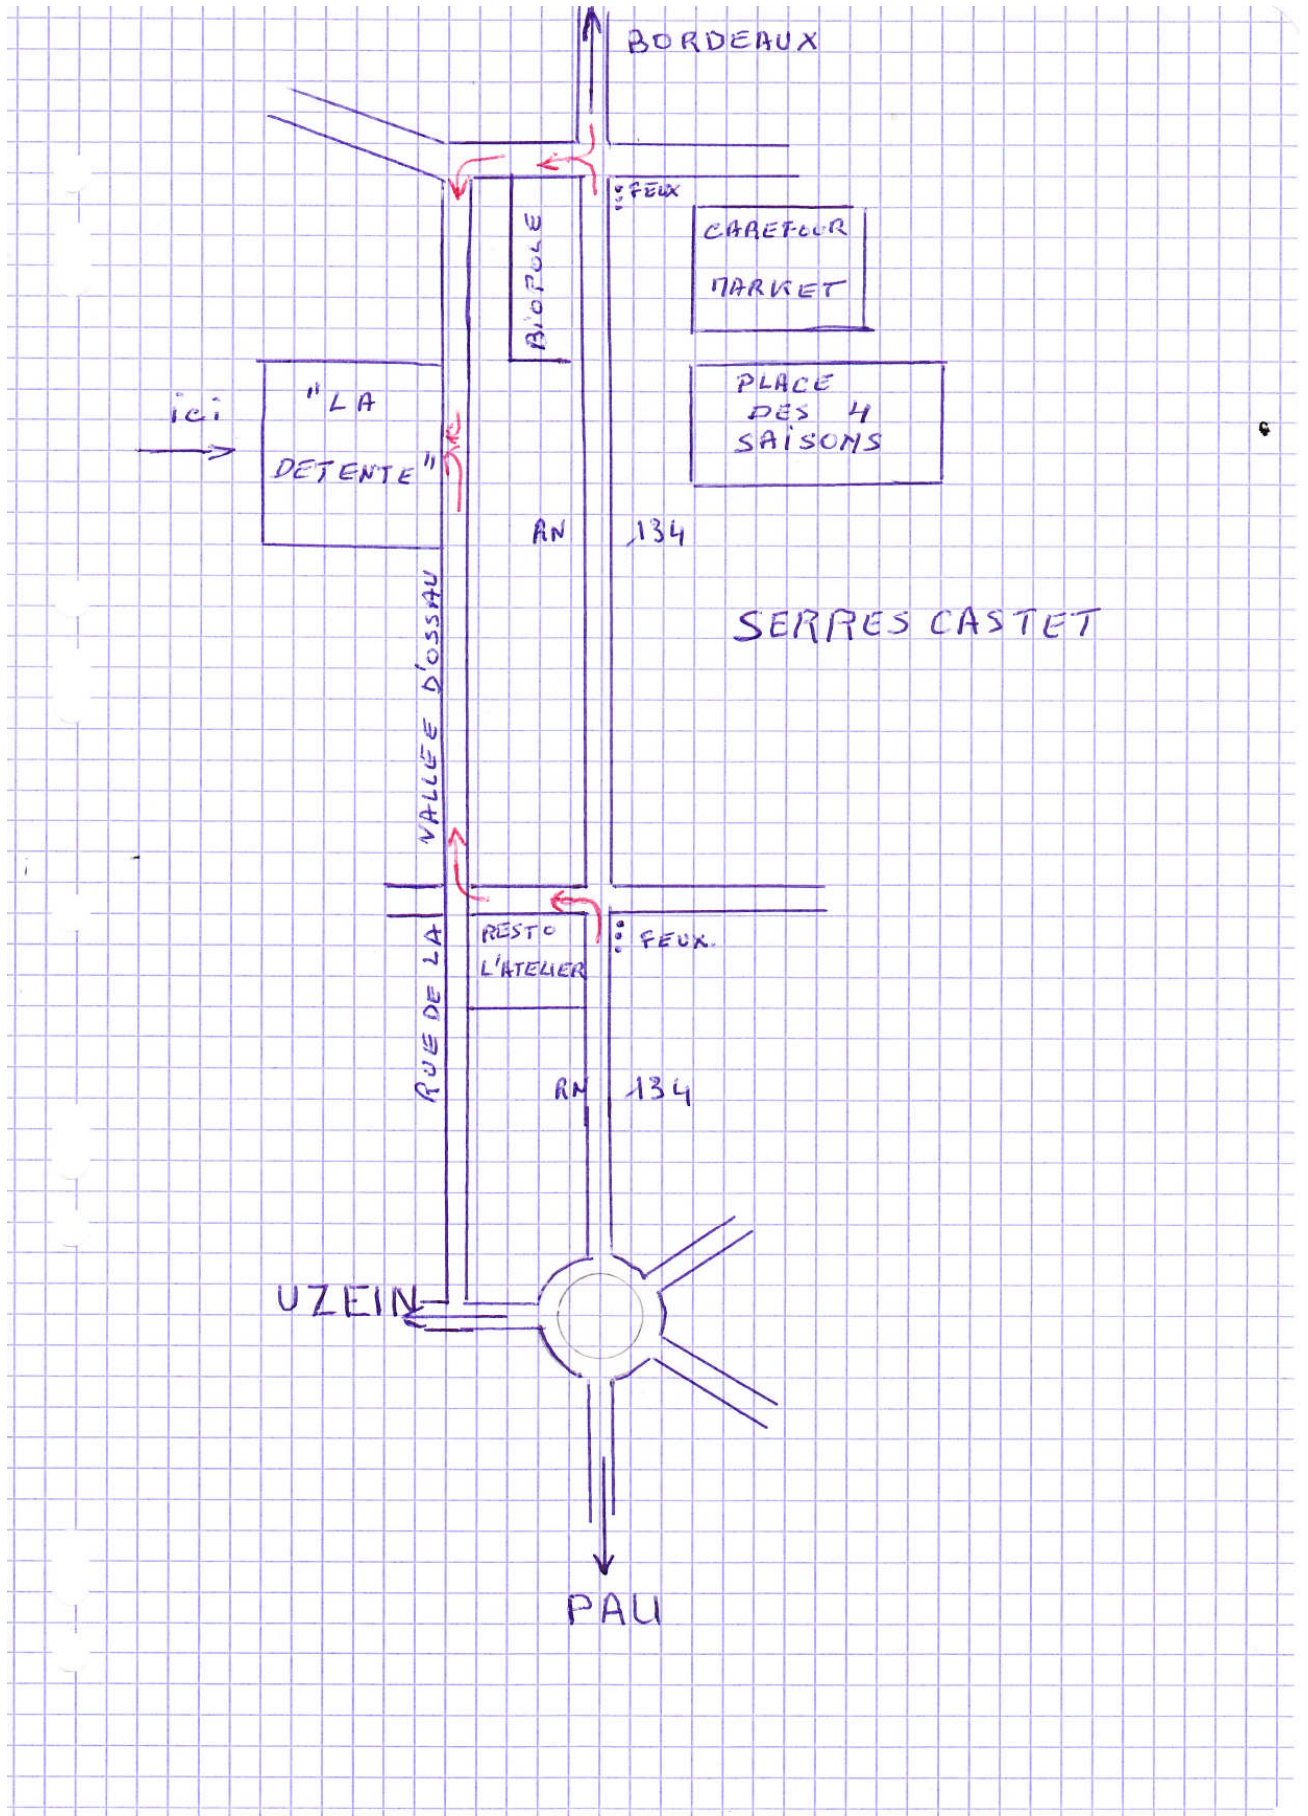 BORDEAUX
FEUX
CAREFOUR
MARKET
BIOPOLE
ici
"LA
DETENTE"
PLACE
DES 4
SAISONS
RN 134
SERRES CASTET
RUE DE LA VALLÉE D'OSSAU
RESTO
L'ATELIER
FEUX.
RN 134
UZEIN
PAU